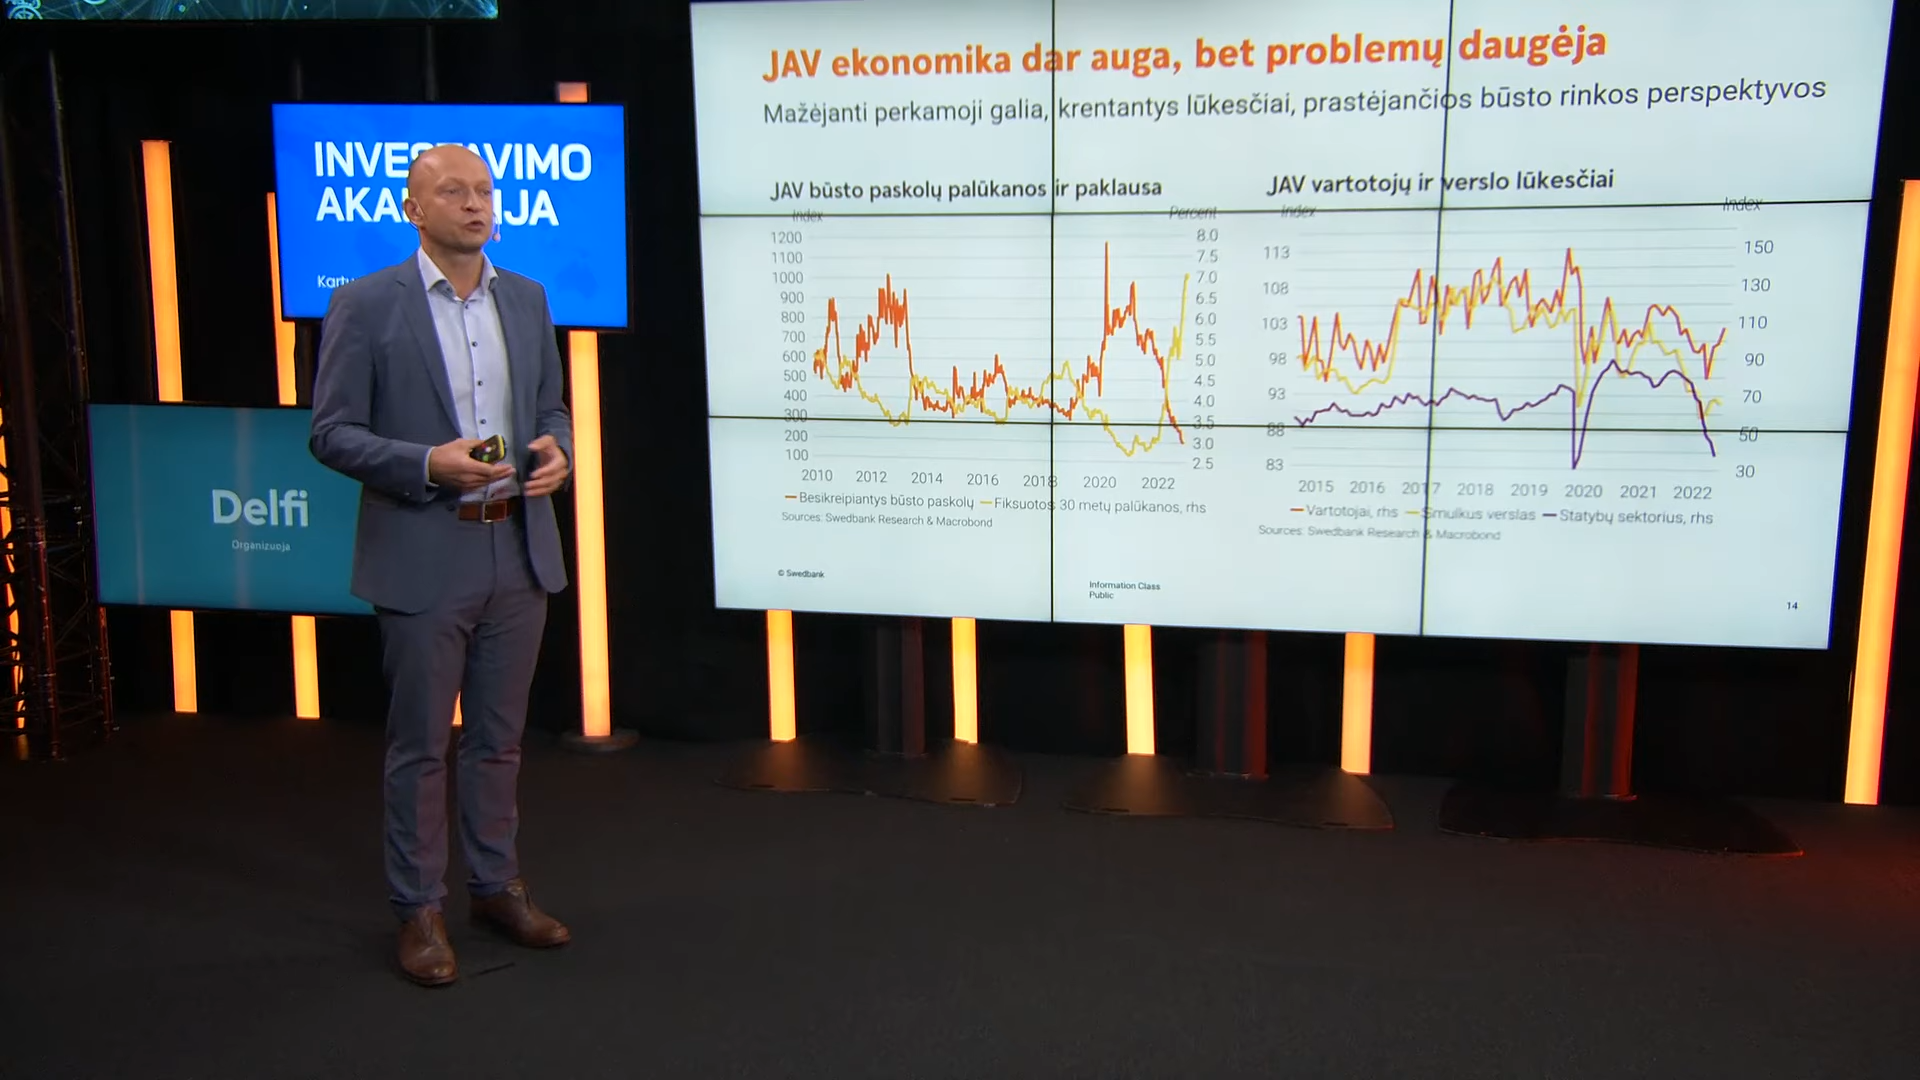 JAV ekonomika dar auga, bet problemų daugėja
Mažėjanti perkamoji galia, krentantys lūkesčiai, prastėjančios būsto rinkos perspektyvos
JAV būsto paskolų palūkanos ir paklausa
Index
Percent
1200
1100
1000
900
800
700
600
500
400
300
200
100
8.0
7.5
7.0
6.5
6.0
5.5
5.0
4.5
4.0
3.5
3.0
2.5
2010 2012 2014 2016 2018 2020 2022
Besikreipiantys būsto paskolų Fiksuotos 30 metų palūkanos, rhs
Sources: Swedbank Research & Macrobond
JAV vartotojų ir verslo lūkesčiai
Index
Index
113
108
103
98
93
88
83
150
130
110
90
70
50
30
2015 2016 2017 2018 2019 2020 2021 2022
Vartotojai, rhs Smulkus verslas Statybų sektorius, rhs
Sources: Swedbank Research & Macrobond
© Swedbank
Information Class
Public
14
Delfi
Organizuoja